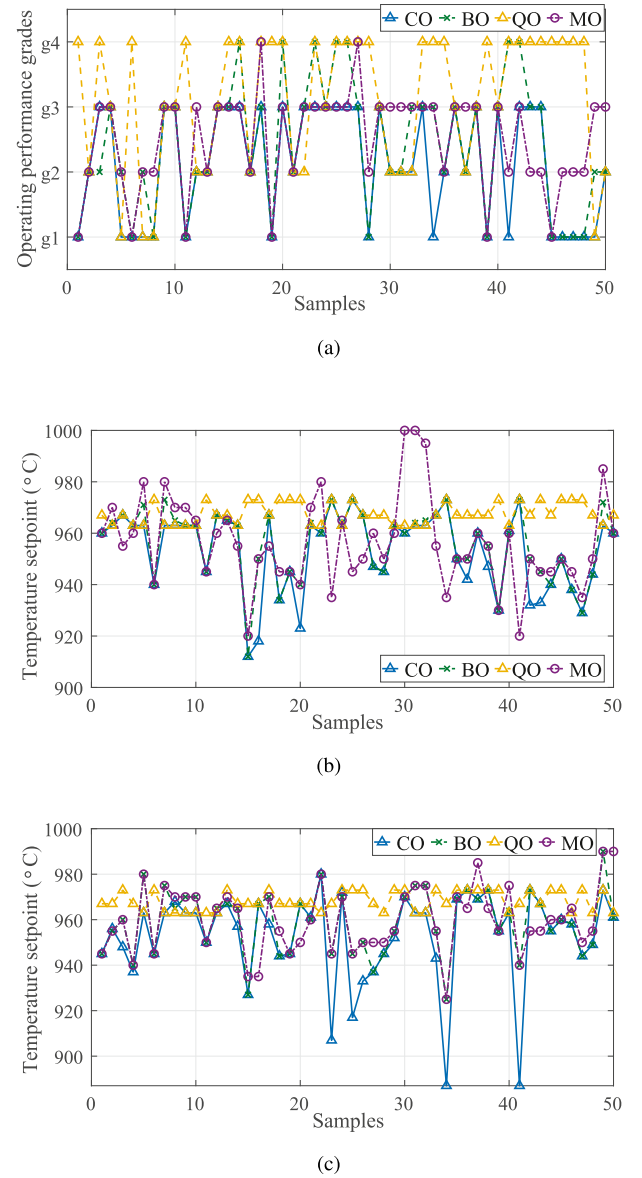 CO BO QO MO
g4
g3
g2
g1
Operating performance grades
0 10 20 30 40 50
Samples
(a)
1000
980
960
940
920
900
Temperature setpoint (°C)
CO BO QO MO
0 10 20 30 40 50
Samples
(b)
CO BO QO MO
1000
980
960
940
920
900
Temperature setpoint (°C)
0 10 20 30 40 50
Samples
(c)